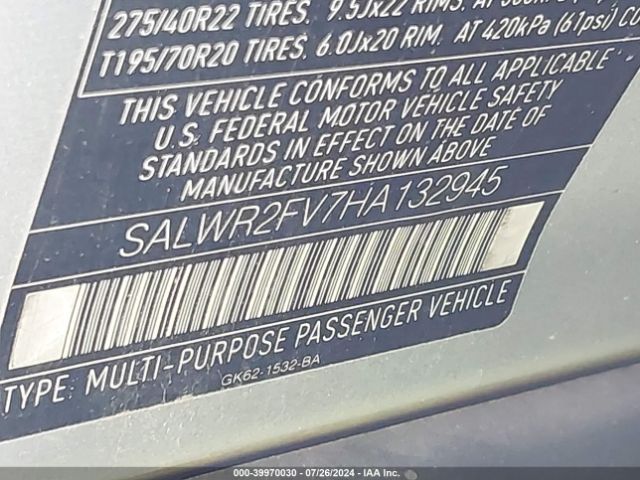 275/40R22 TIRES. 9.5Jx22 RIMS. AT
T195/70R20 TIRES. 6.0Jx20 RIM. AT 420kPa (61psi)
THIS VEHICLE CONFORMS TO ALL APPLICABLE
U.S. FEDERAL MOTOR VEHICLE SAFETY
STANDARDS IN EFFECT ON THE DATE OF
MANUFACTURE SHOWN ABOVE
SALWR2FV7HA132945
TYPE: MULTI-PURPOSE PASSENGER VEHICLE
GK62-1532-BA
000-39970030 - 07/26/2024 - IAA Inc.